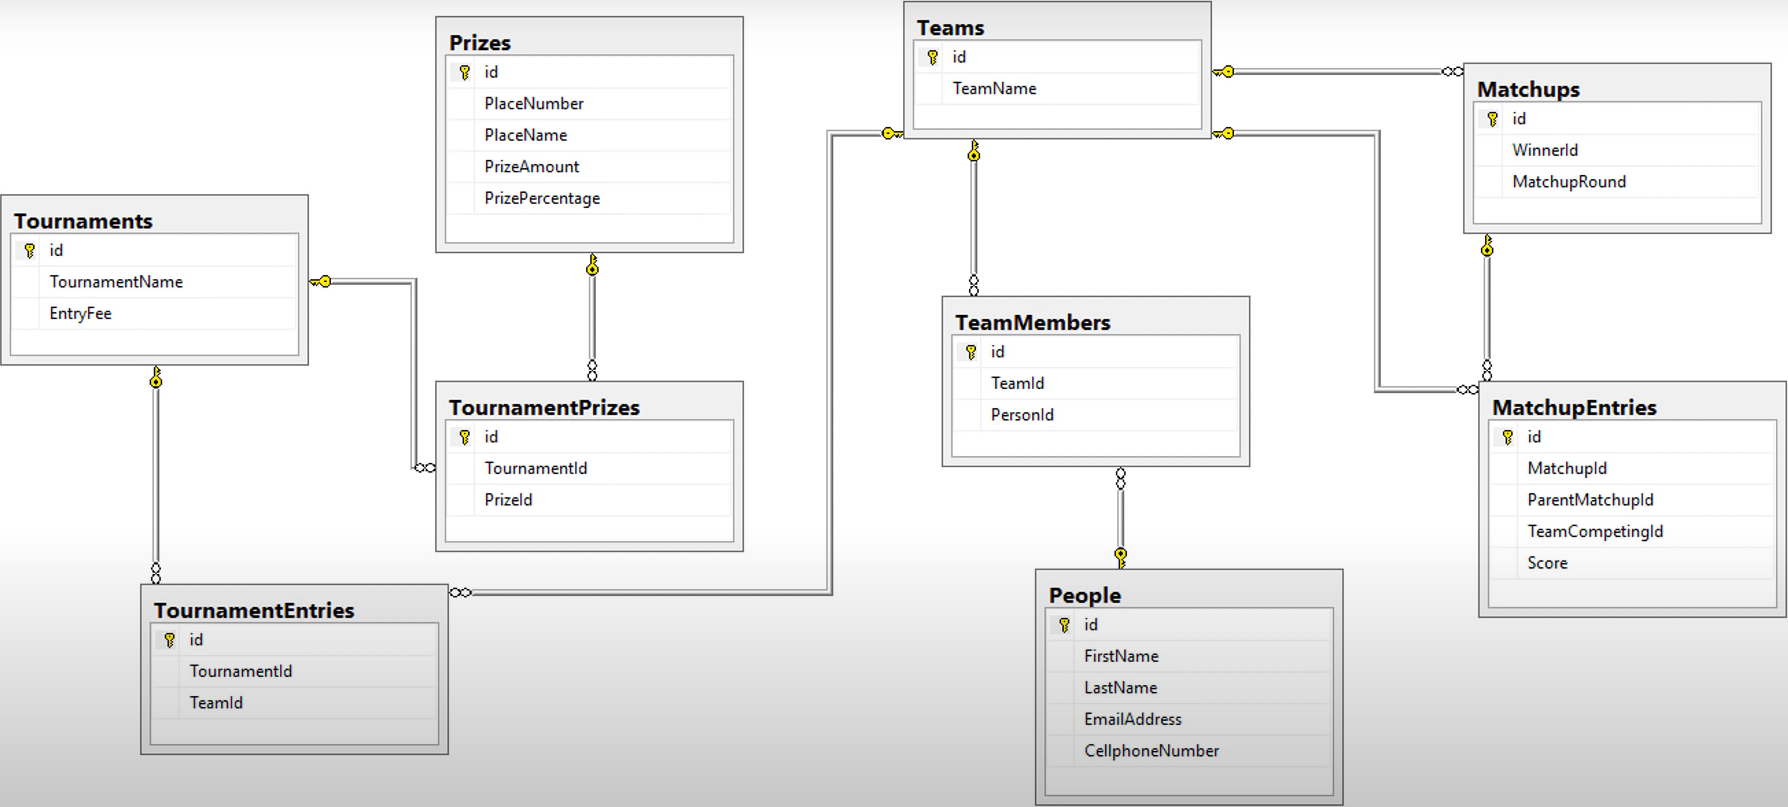 Tournaments
id
TournamentName
EntryFee
Prizes
id
PlaceNumber
PlaceName
PrizeAmount
PrizePercentage
TournamentPrizes
id
TournamentId
PrizeId
TournamentEntries
id
TournamentId
TeamId
Teams
id
TeamName
TeamMembers
id
TeamId
PersonId
People
id
FirstName
LastName
EmailAddress
CellphoneNumber
Matchups
id
WinnerId
MatchupRound
MatchupEntries
id
MatchupId
ParentMatchupId
TeamCompetingId
Score